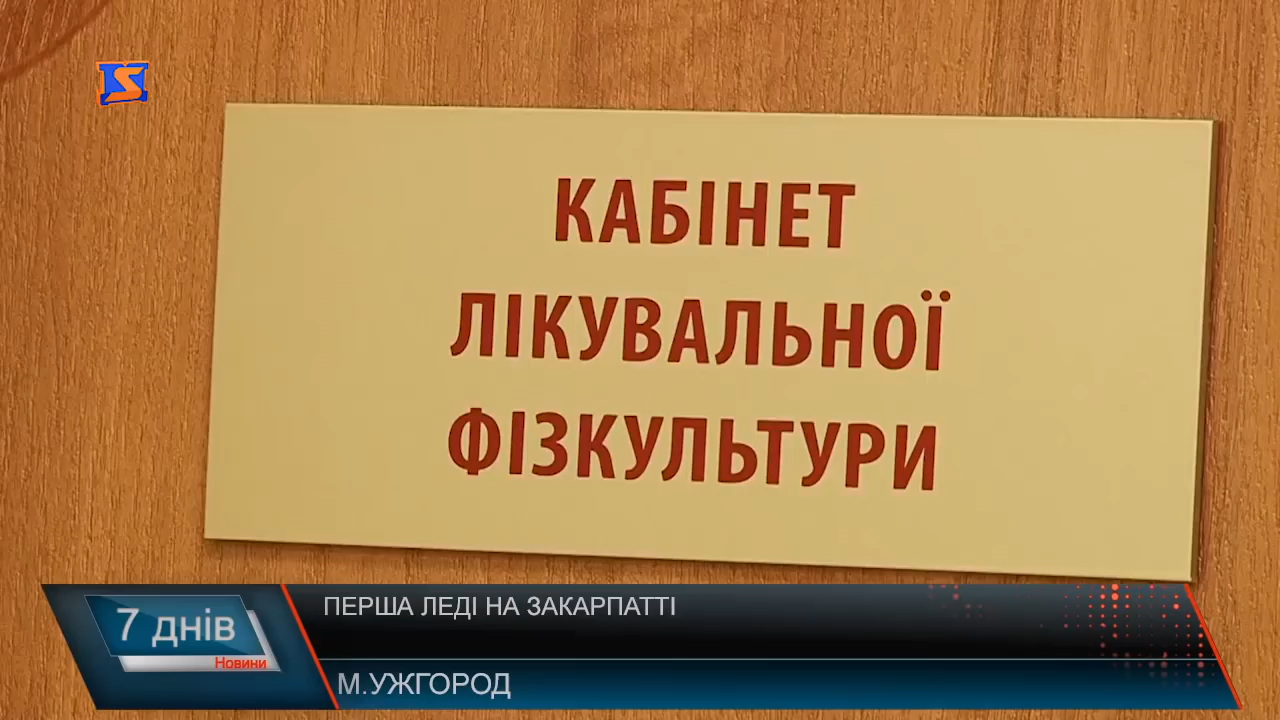 КАБІНЕТ
ЛІКУВАЛЬНОЇ
ФІЗКУЛЬТУРИ
7 днів
Новини
ПЕРША ЛЕДІ НА ЗАКАРПАТТІ
М.УЖГОРОД